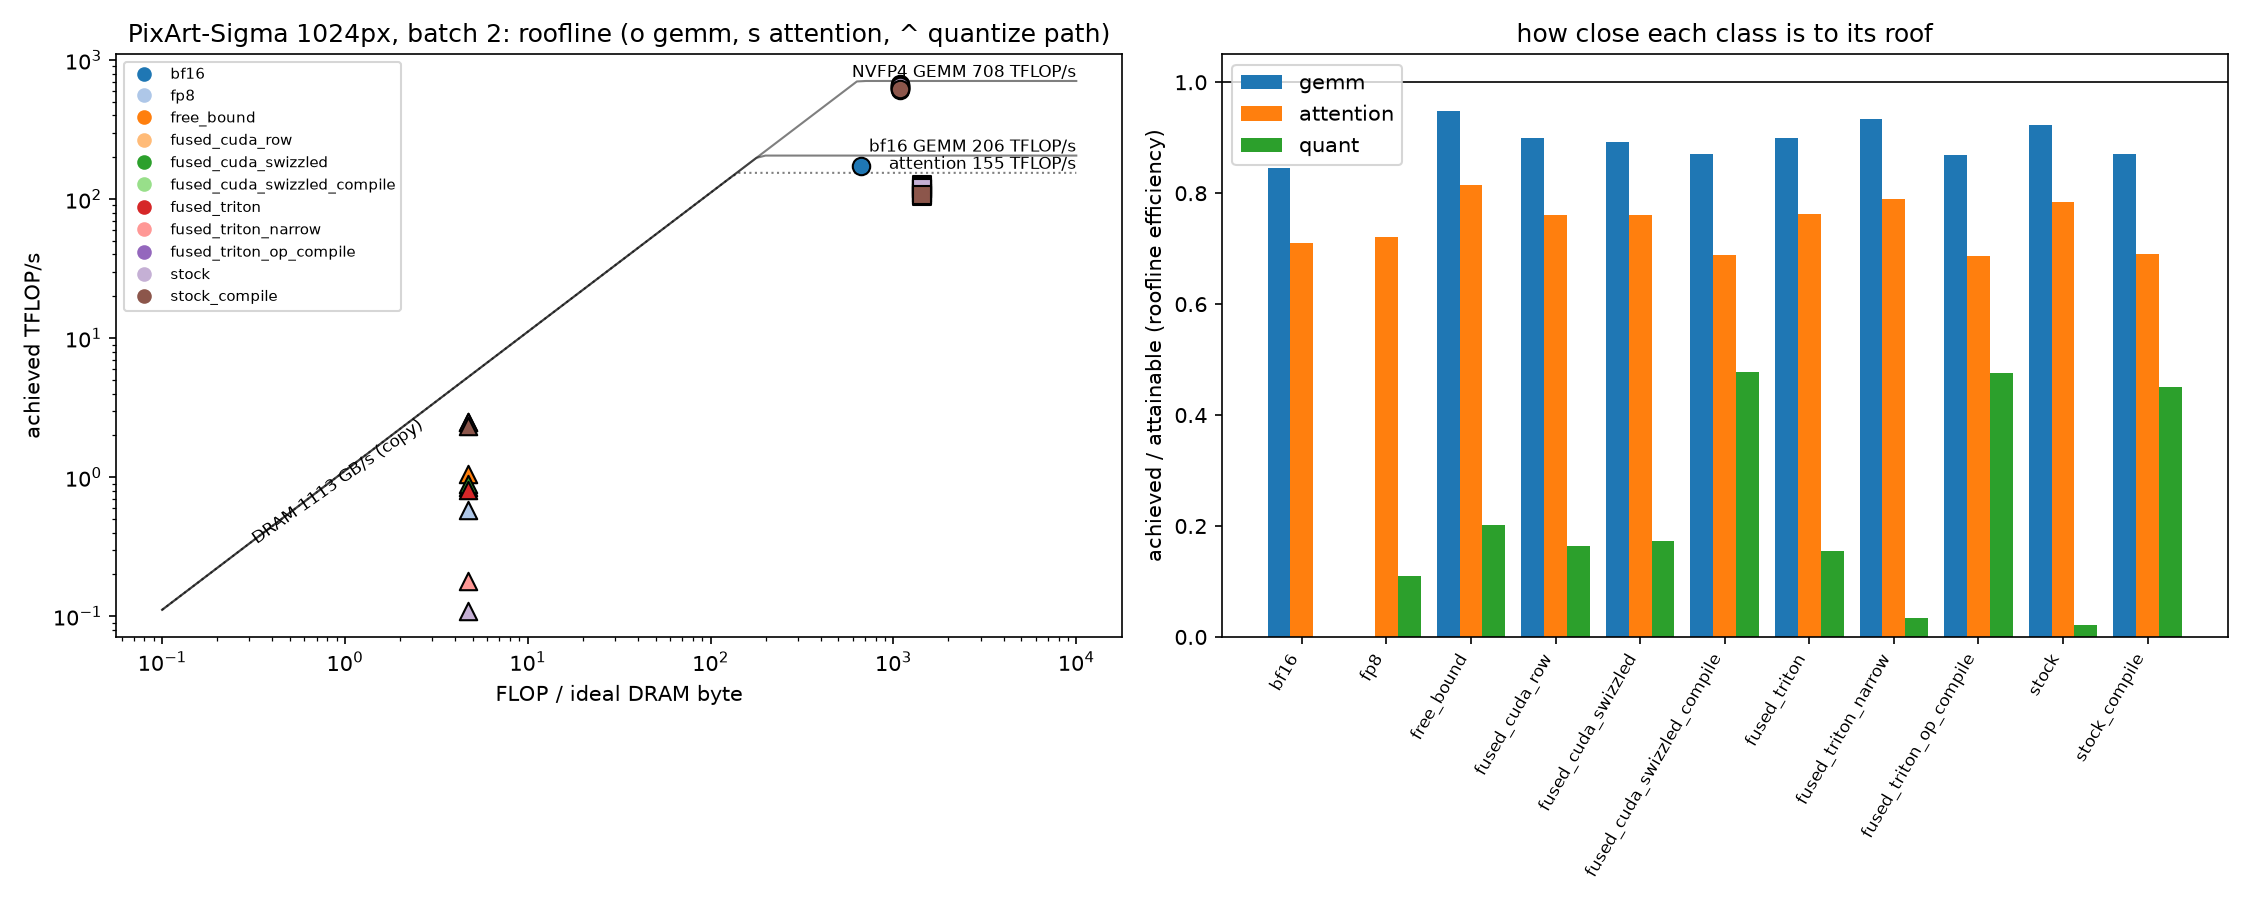 PixArt-Sigma 1024px, batch 2: roofline (o gemm, s attention, ^ quantize path)
achieved TFLOP/s
10³
10²
10¹
10⁰
10⁻¹
bf16
fp8
free_bound
fused_cuda_row
fused_cuda_swizzled
fused_cuda_swizzled_compile
fused_triton
fused_triton_narrow
fused_triton_op_compile
stock
stock_compile
NVFP4 GEMM 708 TFLOP/s
bf16 GEMM 206 TFLOP/s
attention 155 TFLOP/s
DRAM 1113 GB/s (copy)
10⁻¹ 10⁰ 10¹ 10² 10³ 10⁴
FLOP / ideal DRAM byte
how close each class is to its roof
achieved / attainable (roofline efficiency)
1.0
0.8
0.6
0.4
0.2
0.0
gemm
attention
quant
bf16
fp8
free_bound
fused_cuda_row
fused_cuda_swizzled
fused_cuda_swizzled_compile
fused_triton
fused_triton_narrow
fused_triton_op_compile
stock
stock_compile